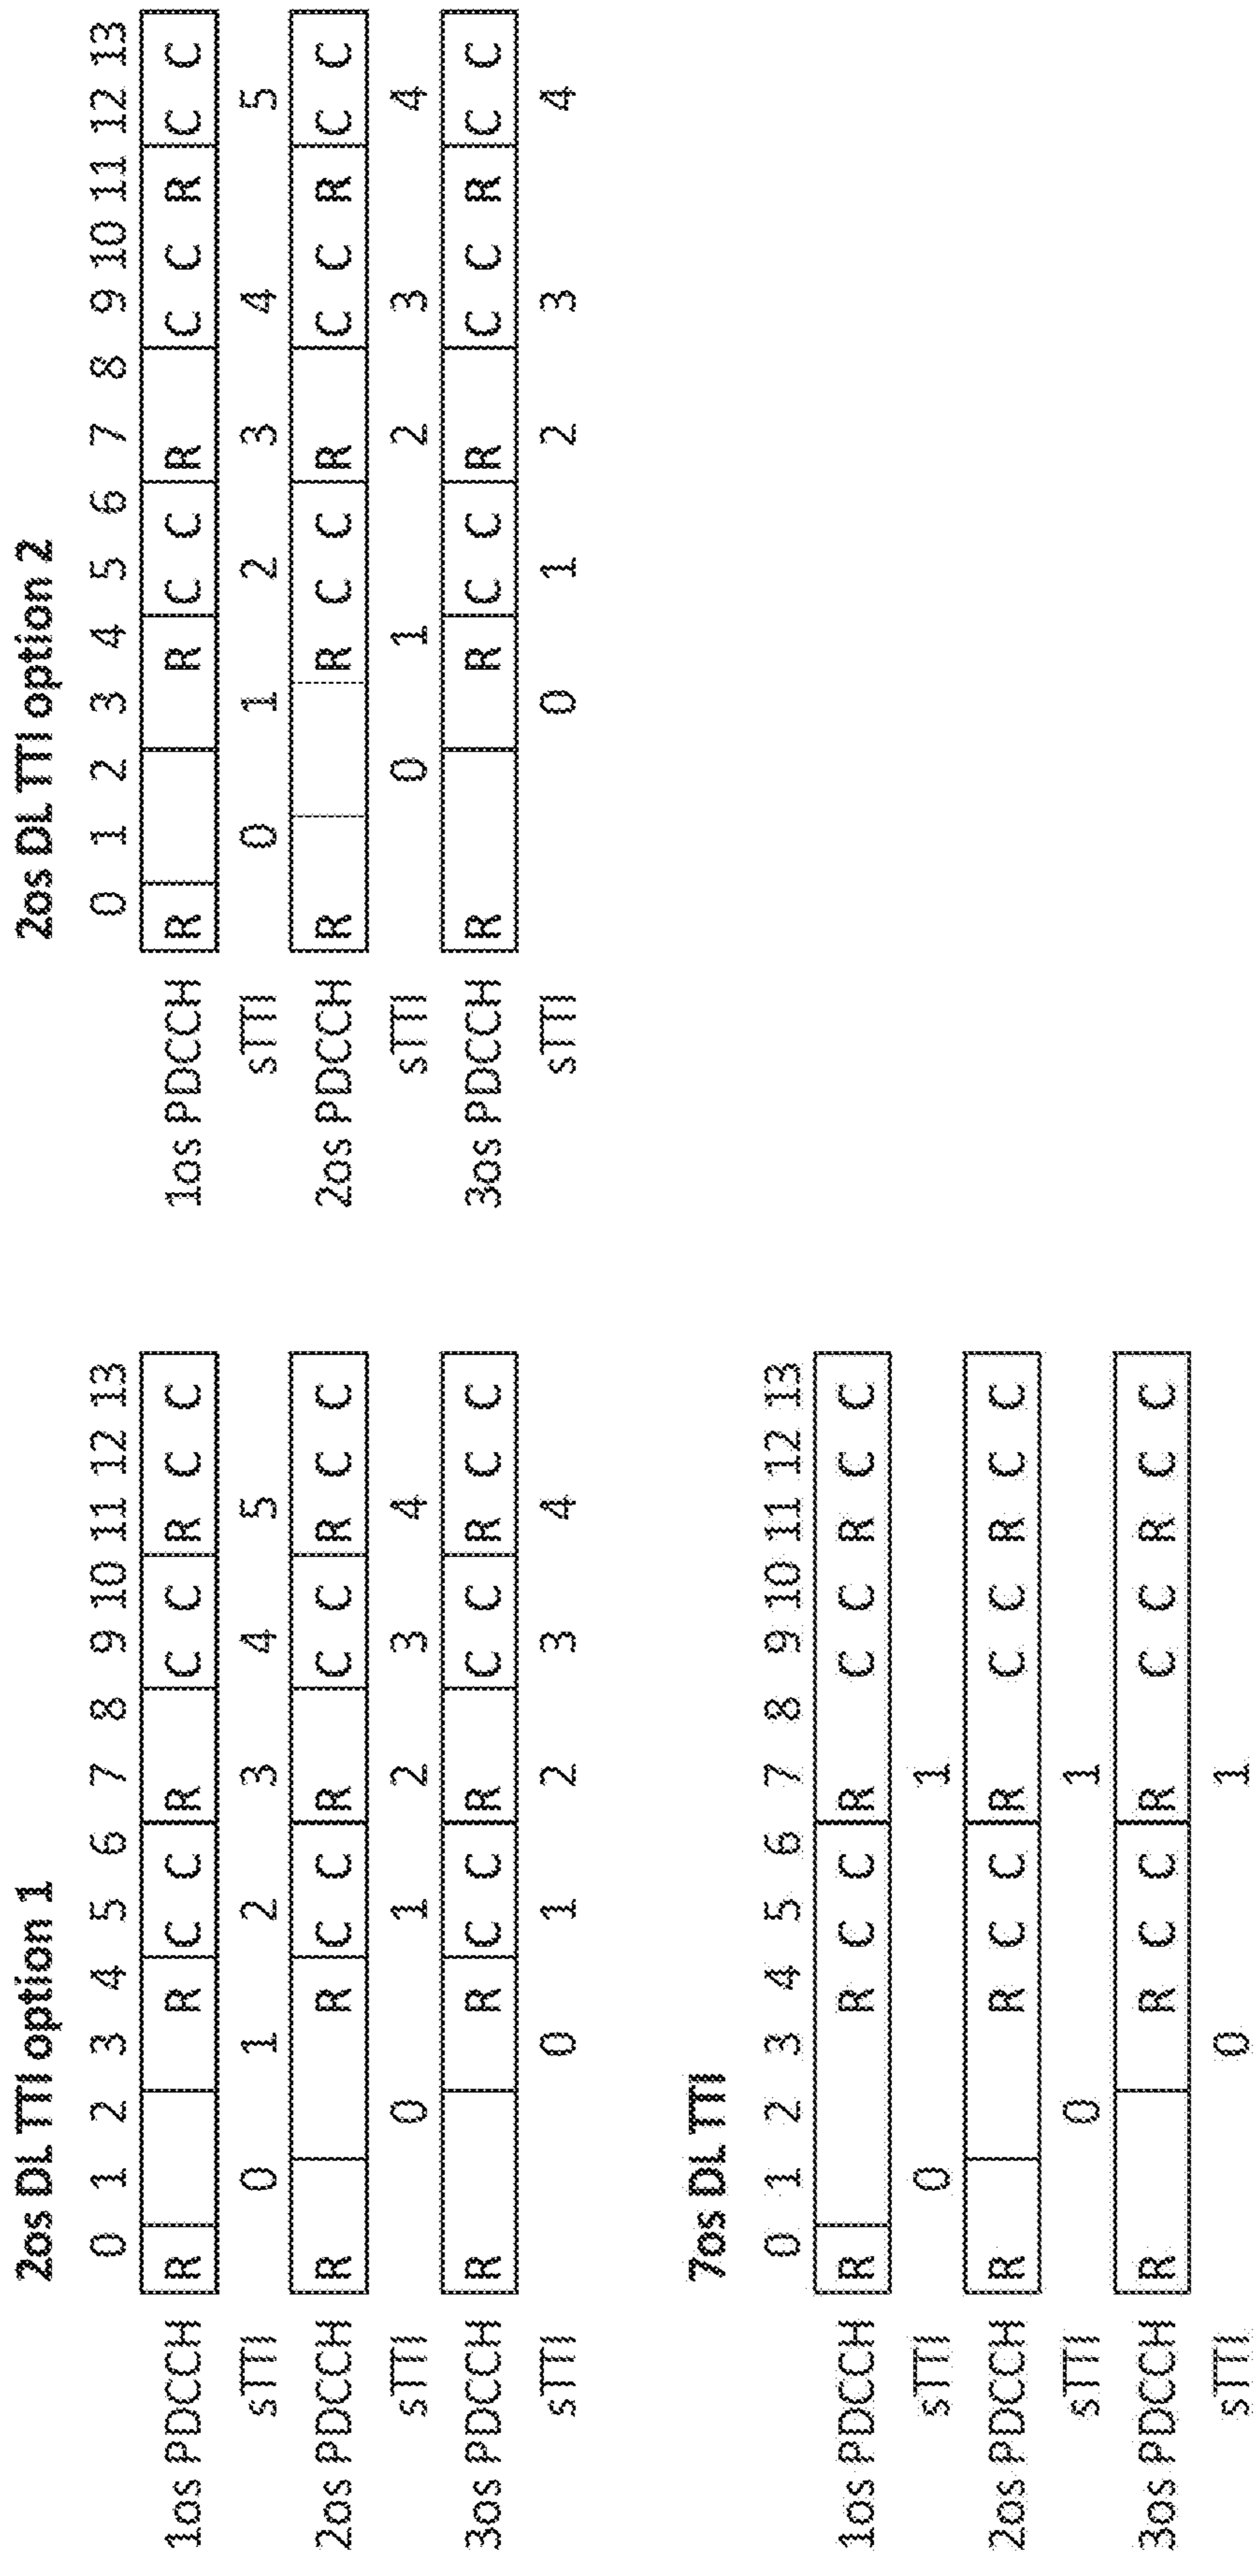 2os DL TTI option 1
0 1 2 3 4 5 6 7 8 9 10 11 12 13
1os PDCCH R R C C R C C R C C
sTTI 0 1 2 3 4 5
2os PDCCH R R C C R C C R C C
sTTI 0 1 2 3 4
3os PDCCH R R C C R C C R C C
sTTI 0 1 2 3 4
2os DL TTI option 2
0 1 2 3 4 5 6 7 8 9 10 11 12 13
1os PDCCH R R C C R C C R C C
sTTI 0 1 2 3 4 5
2os PDCCH R R C C R C C R C C
sTTI 0 1 2 3 4
3os PDCCH R R C C R C C R C C
sTTI 0 1 2 3 4
7os DL TTI
0 1 2 3 4 5 6 7 8 9 10 11 12 13
1os PDCCH R R C C R C C R C C
sTTI 0 1
2os PDCCH R R C C R C C R C C
sTTI 0 1
3os PDCCH R R C C R C C R C C
sTTI 0 1